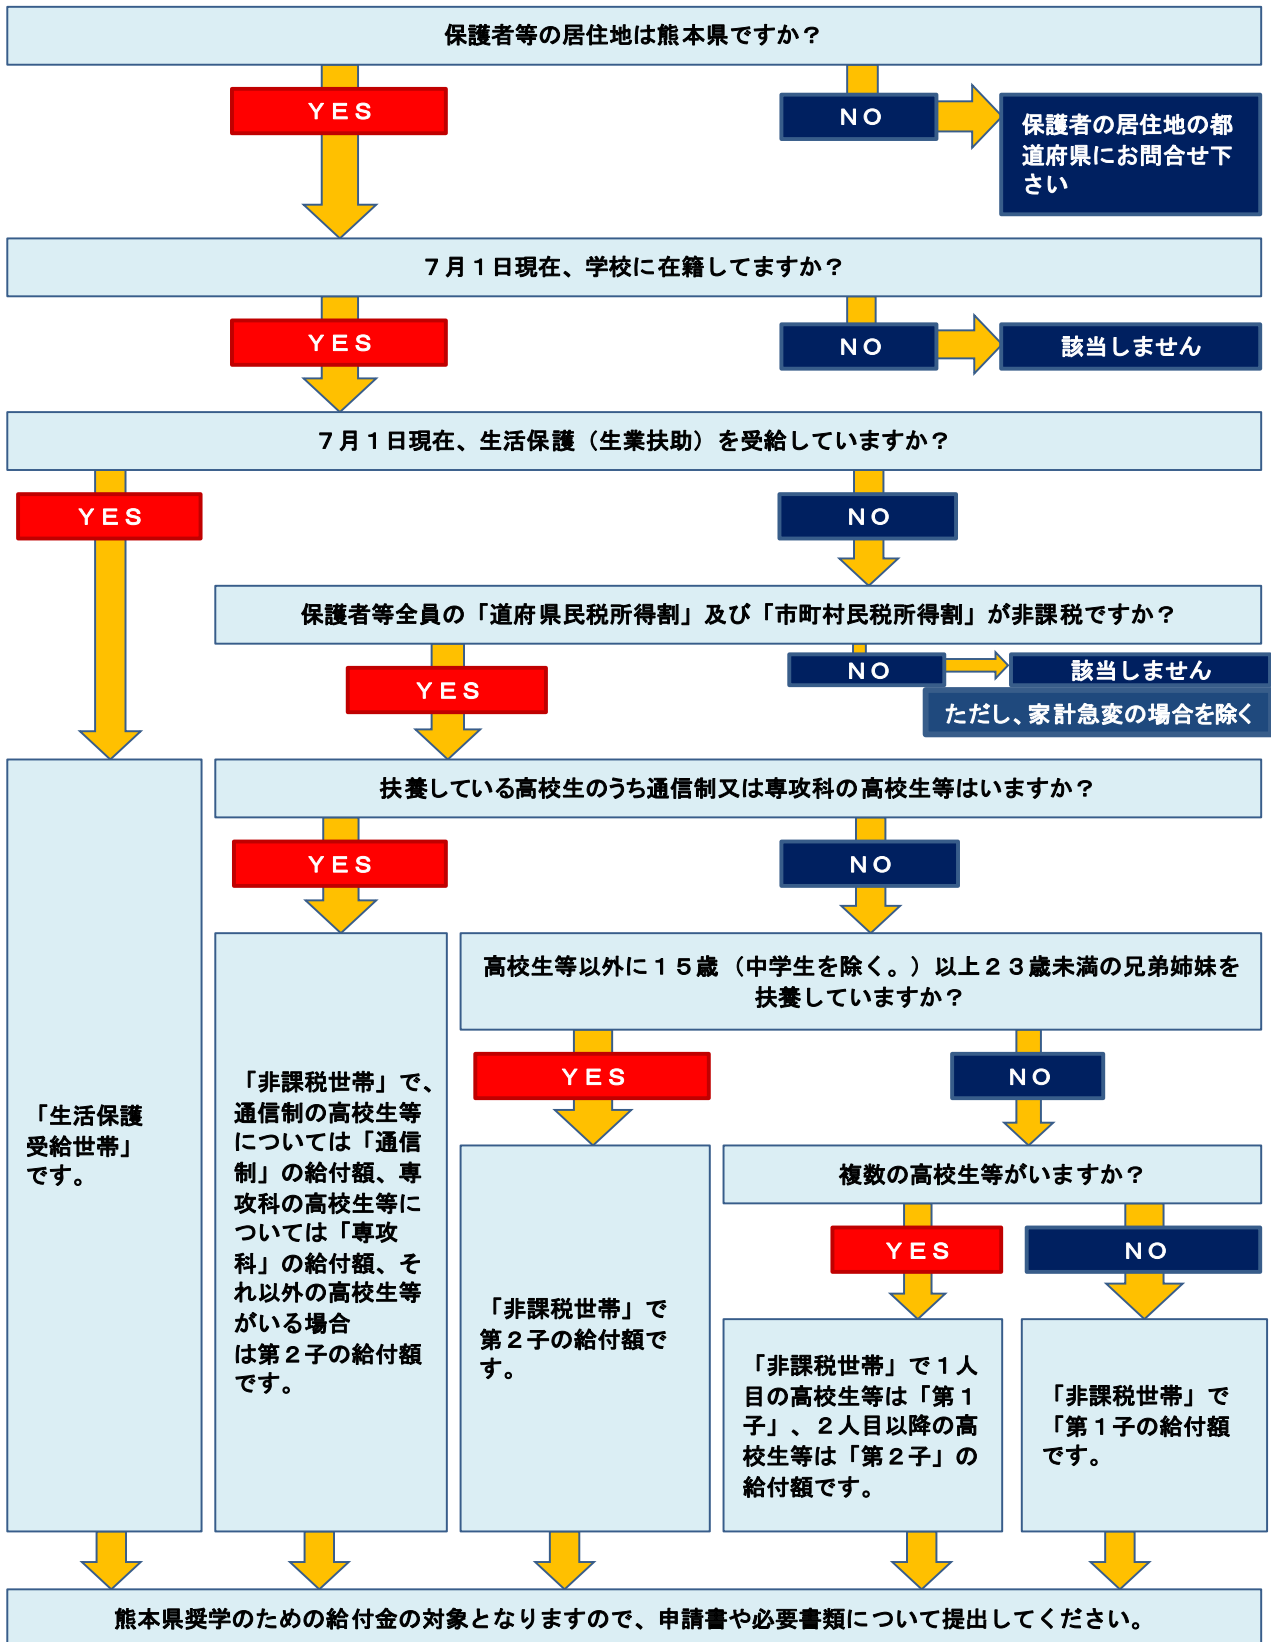 保護者等の居住地は熊本県ですか？
ＹＥＳ
ＮＯ
保護者の居住地の都
道府県にお問合せ下
さい
７月１日現在、学校に在籍してますか？
ＹＥＳ
ＮＯ
該当しません
７月１日現在、生活保護（生業扶助）を受給していますか？
ＹＥＳ
ＮＯ
保護者等全員の「道府県民税所得割」及び「市町村民税所得割」が非課税ですか？
ＹＥＳ
ＮＯ
該当しません
ただし、家計急変の場合を除く
扶養している高校生のうち通信制又は専攻科の高校生等はいますか？
ＹＥＳ
ＮＯ
高校生等以外に１５歳（中学生を除く。）以上２３歳未満の兄弟姉妹を
扶養していますか？
ＹＥＳ
ＮＯ
複数の高校生等がいますか？
ＹＥＳ
ＮＯ
「生活保護
受給世帯」
です。
「非課税世帯」で、
通信制の高校生等
については「通信
制」の給付額、専
攻科の高校生等に
ついては「専攻
科」の給付額、そ
れ以外の高校生等
がいる場合
は第２子の給付額
です。
「非課税世帯」で
第２子の給付額で
す。
「非課税世帯」で１人
目の高校生等は「第１
子」、２人目以降の高
校生等は「第２子」の
給付額です。
「非課税世帯」で
「第１子の給付額
です。
熊本県奨学のための給付金の対象となりますので、申請書や必要書類について提出してください。